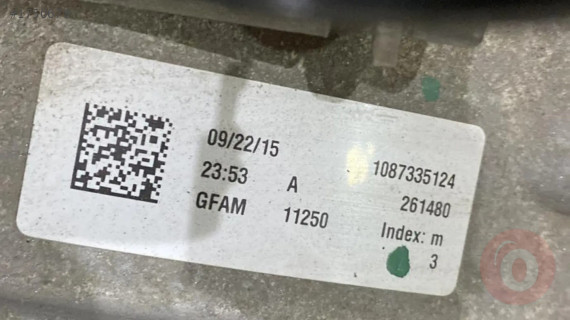 09/22/15
23:53 A
GFAM 11250
1087335124
261480
Index: m
3